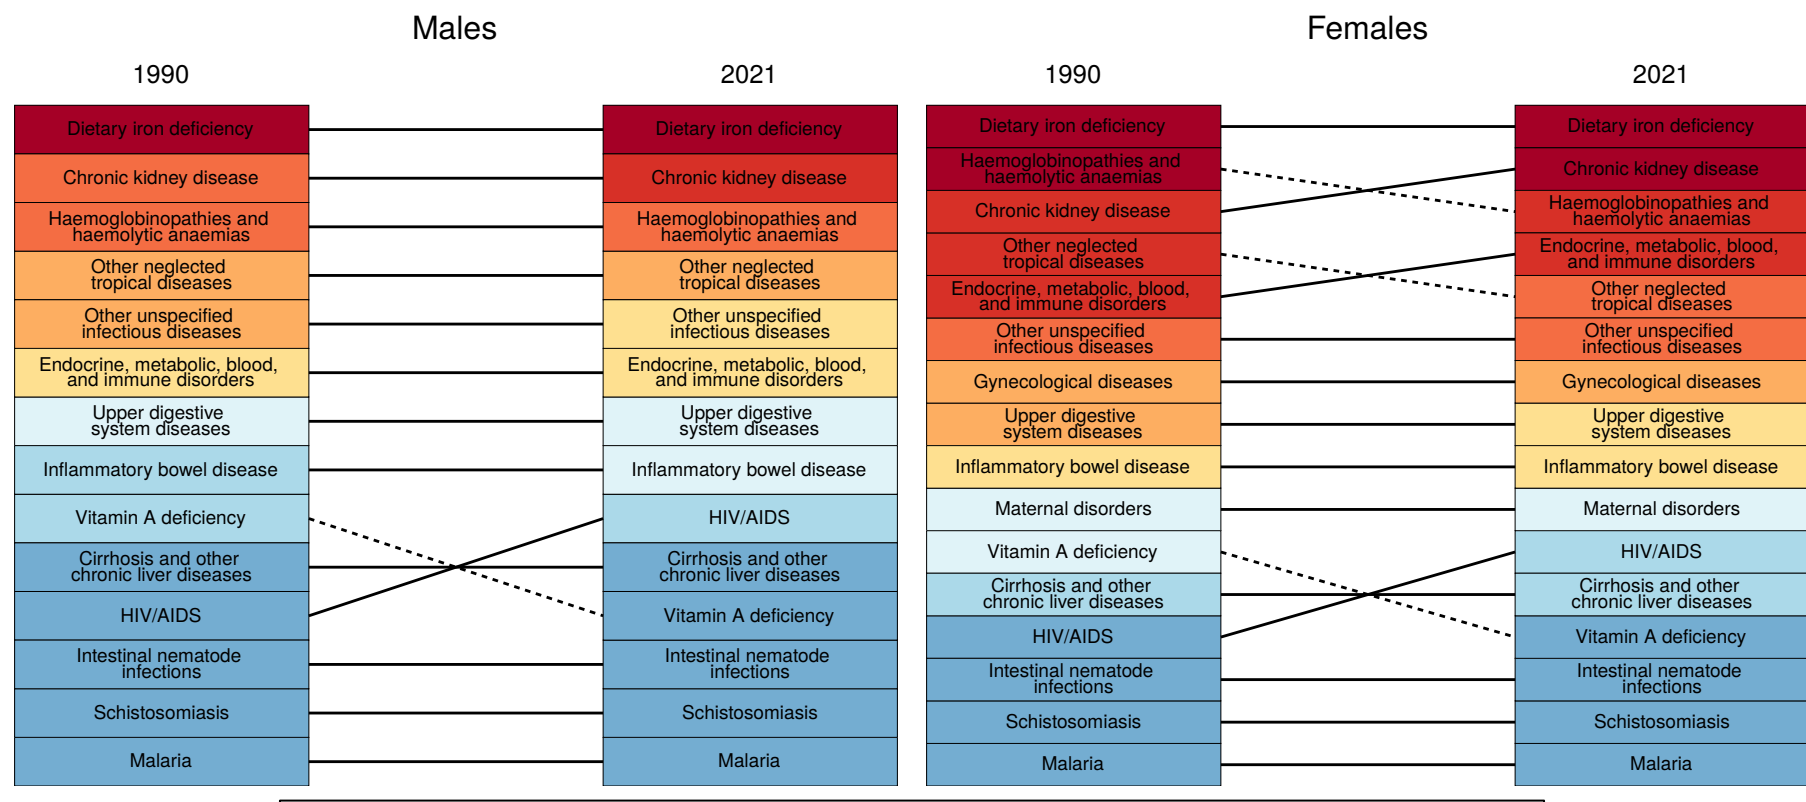 Males
Females
1990
2021
1990
2021
Dietary iron deficiency
Chronic kidney disease
Haemoglobinopathies and
haemolytic anaemias
Other neglected
tropical diseases
Other unspecified
infectious diseases
Endocrine, metabolic, blood,
and immune disorders
Upper digestive
system diseases
Inflammatory bowel disease
Vitamin A deficiency
Cirrhosis and other
chronic liver diseases
HIV/AIDS
Intestinal nematode
infections
Schistosomiasis
Malaria
Dietary iron deficiency
Chronic kidney disease
Haemoglobinopathies and
haemolytic anaemias
Other neglected
tropical diseases
Other unspecified
infectious diseases
Endocrine, metabolic, blood,
and immune disorders
Upper digestive
system diseases
Inflammatory bowel disease
HIV/AIDS
Cirrhosis and other
chronic liver diseases
Vitamin A deficiency
Intestinal nematode
infections
Schistosomiasis
Malaria
Dietary iron deficiency
Haemoglobinopathies and
haemolytic anaemias
Chronic kidney disease
Other neglected
tropical diseases
Endocrine, metabolic, blood,
and immune disorders
Other unspecified
infectious diseases
Gynecological diseases
Upper digestive
system diseases
Inflammatory bowel disease
Maternal disorders
Vitamin A deficiency
Cirrhosis and other
chronic liver diseases
HIV/AIDS
Intestinal nematode
infections
Schistosomiasis
Malaria
Dietary iron deficiency
Chronic kidney disease
Haemoglobinopathies and
haemolytic anaemias
Endocrine, metabolic, blood,
and immune disorders
Other neglected
tropical diseases
Other unspecified
infectious diseases
Gynecological diseases
Upper digestive
system diseases
Inflammatory bowel disease
Maternal disorders
HIV/AIDS
Cirrhosis and other
chronic liver diseases
Vitamin A deficiency
Intestinal nematode
infections
Schistosomiasis
Malaria